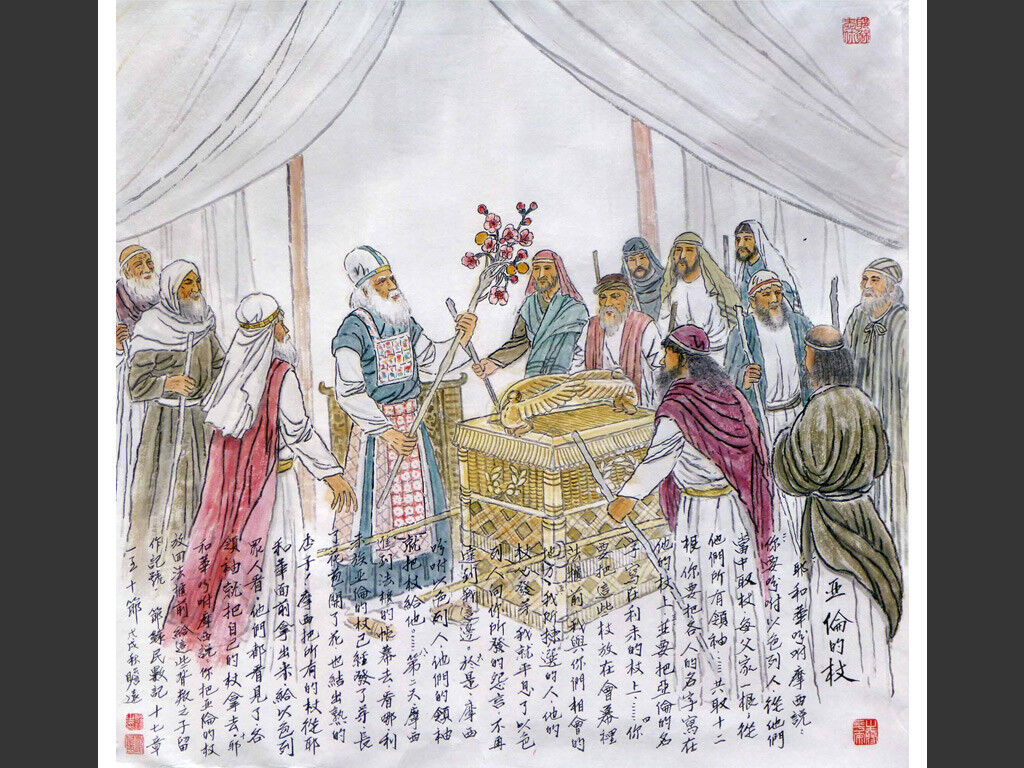 亞倫的杖
耶和華吩咐摩西說：
「你要吩咐以色列人，從他們
當中取杖，每父家一根，從
他們所有領袖……共取十二
根。你要把各人的名字寫在
他的杖上，並要把亞倫的名
字寫在利未的杖上……你
要把這些杖放在會幕裡
法櫃前，我與你們相會的
地方。我所揀選的人，他的
杖必發芽。我就平息了以色
列人向你所發的怨言，不再
達到我這邊。」於是，摩西
吩咐以色列人，他們的領袖
就把杖給他。……第二天，摩西
進到法櫃的帳幕去，看哪，利
未族亞倫的杖已經發了芽，長
了花苞，開了花，也結出熟的
杏子。摩西把所有的杖從耶
和華面前拿出來，給以色列
眾人看；他們都看見了，各
領袖就把自己的杖拿去。耶
和華吩咐摩西說：「你把亞倫的杖
放回法櫃前，給這些背叛之子留
作記號。」節錄民數記十七章
一至十節 戊戌秋